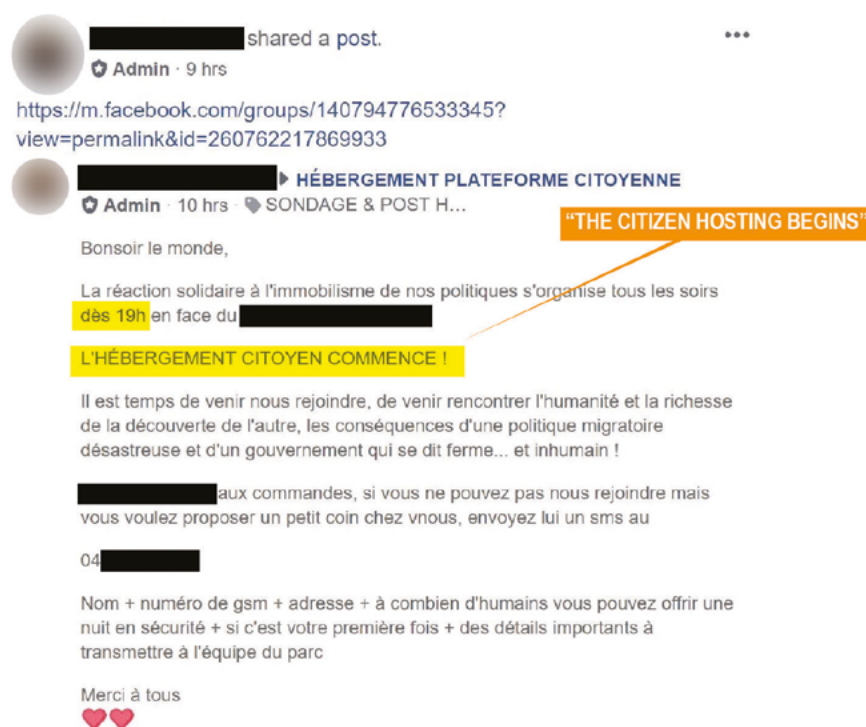 shared a post.
Admin · 9 hrs
https://m.facebook.com/groups/140794776533345?
view=permalink&id=260762217869933
HÉBERGEMENT PLATEFORME CITOYENNE
Admin · 10 hrs · SONDAGE & POST H...
“THE CITIZEN HOSTING BEGINS”
Bonsoir le monde,
La réaction solidaire à l'immobilisme de nos politiques s'organise tous les soirs
dès 19h en face du
L'HÉBERGEMENT CITOYEN COMMENCE !
Il est temps de venir nous rejoindre, de venir rencontrer l'humanité et la richesse
de la découverte de l'autre, les conséquences d'une politique migratoire
désastreuse et d'un gouvernement qui se dit ferme... et inhumain !
aux commandes, si vous ne pouvez pas nous rejoindre mais
vous voulez proposer un petit coin chez vnous, envoyez lui un sms au
04
Nom + numéro de gsm + adresse + à combien d'humains vous pouvez offrir une
nuit en sécurité + si c'est votre première fois + des détails importants à
transmettre à l'équipe du parc
Merci à tous